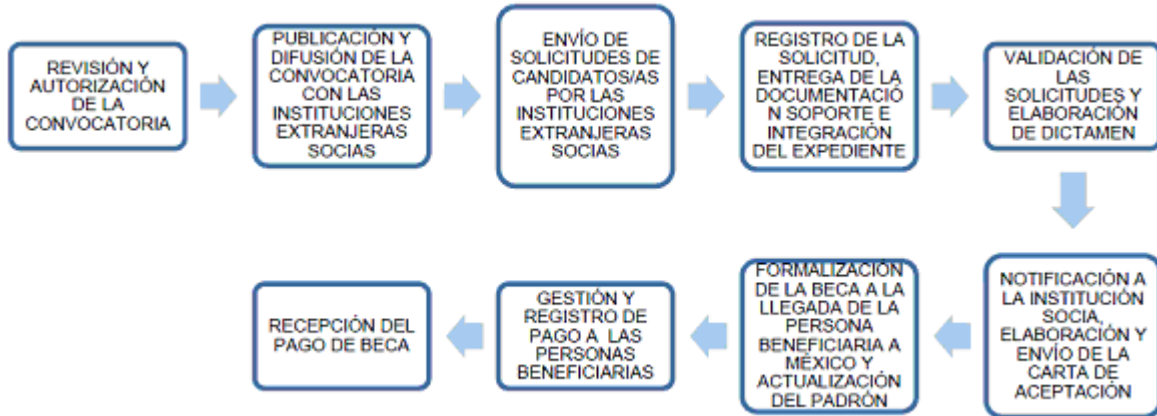 REVISIÓN Y
AUTORIZACIÓN
DE LA
CONVOCATORIA
PUBLICACIÓN Y
DIFUSIÓN DE LA
CONVOCATORIA
CON LAS
INSTITUCIONES
EXTRANJERAS
SOCIAS
ENVÍO DE
SOLICITUDES DE
CANDIDATOS/AS
POR LAS
INSTITUCIONES
EXTRANJERAS
SOCIAS
REGISTRO DE LA
SOLICITUD,
ENTREGA DE LA
DOCUMENTACIÓ
N SOPORTE E
INTEGRACIÓN
DEL EXPEDIENTE
VALIDACIÓN DE
LAS
SOLICITUDES Y
ELABORACIÓN
DE DICTAMEN
NOTIFICACIÓN A
LA INSTITUCIÓN
SOCIA,
ELABORACIÓN Y
ENVÍO DE LA
CARTA DE
ACEPTACIÓN
FORMALIZACIÓN
DE LA BECA A LA
LLEGADA DE LA
PERSONA
BENEFICIARIA A
MÉXICO Y
ACTUALIZACIÓN
DEL PADRÓN
GESTIÓN Y
REGISTRO DE
PAGO A LAS
PERSONAS
BENEFICIARIAS
RECEPCIÓN DEL
PAGO DE BECA